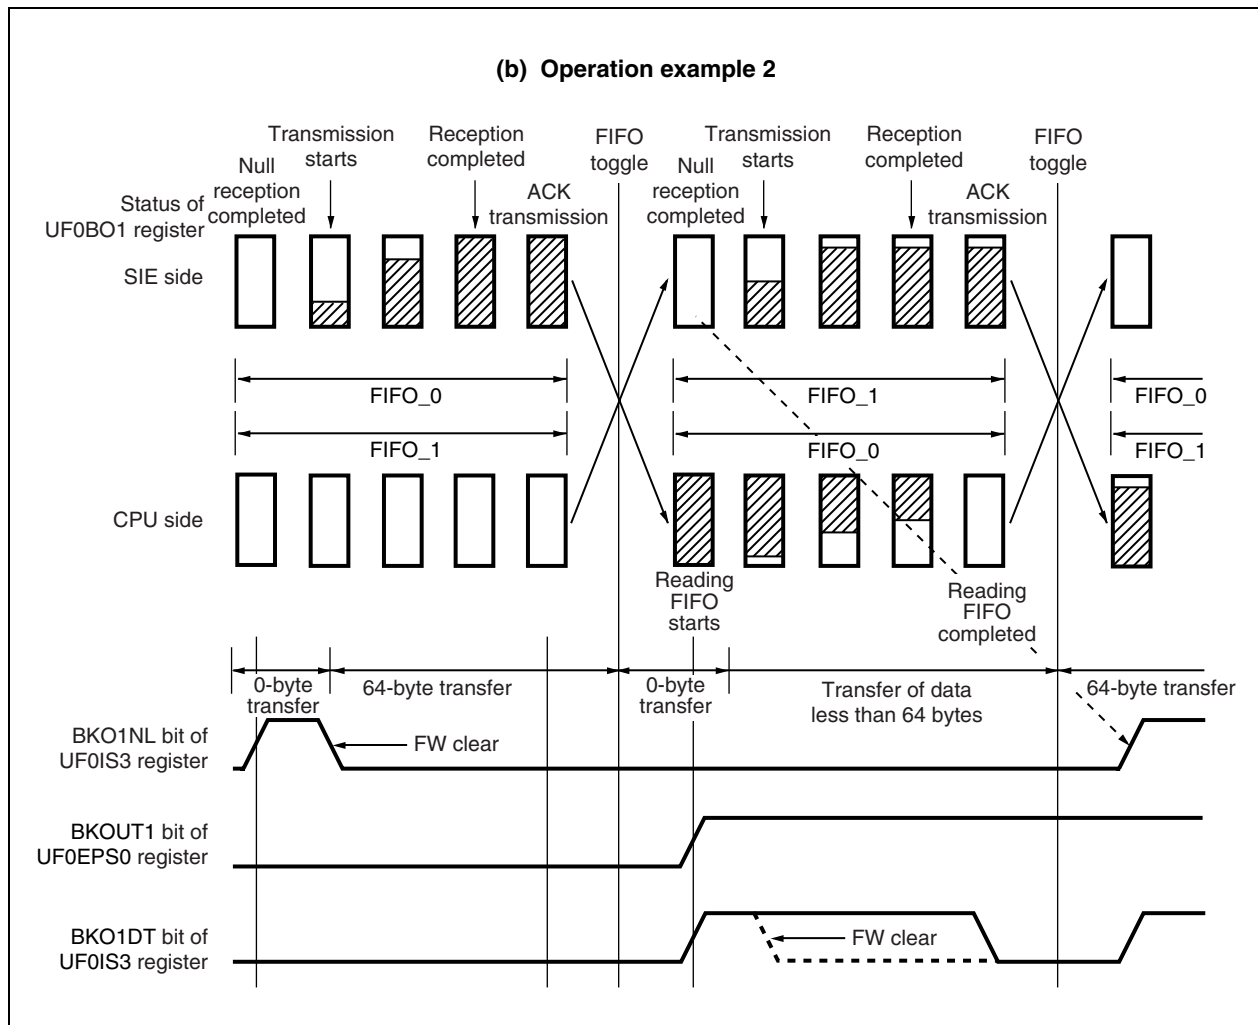 (b) Operation example 2
Transmission
starts
Reception
completed
FIFO
toggle
Transmission
starts
Reception
completed
FIFO
toggle
Null
reception
completed
ACK
transmission
Null
reception
completed
ACK
transmission
Status of
UF0BO1 register
SIE side
FIFO_0
FIFO_1
FIFO_0
FIFO_1
FIFO_0
FIFO_1
CPU side
Reading
FIFO
starts
Reading
FIFO
completed
0-byte
transfer
64-byte transfer
0-byte
transfer
Transfer of data
less than 64 bytes
64-byte transfer
BKO1NL bit of
UF0IS3 register
FW clear
BKOUT1 bit of
UF0EPS0 register
BKO1DT bit of
UF0IS3 register
FW clear